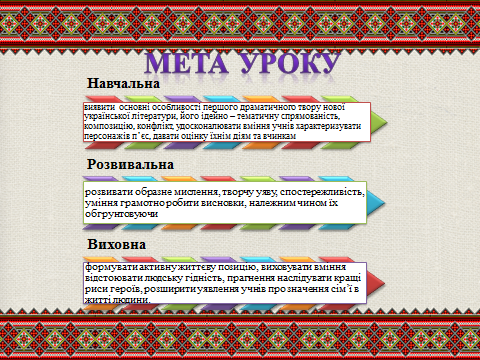 МЕТА УРОКУ
Навчальна
виявити основні особливості першого драматичного твору нової
української літератури, його ідейно – тематичну спрямованість,
композицію, конфлікт, удосконалювати вміння учнів характеризувати
персонажів п`єс, давати оцінку їхнім діям та вчинкам
Розвивальна
розвивати образне мислення, творчу уяву, спостережливість,
уміння грамотно робити висновки, належним чином їх
обґрунтовуючи
Виховна
формувати активну життєву позицію, виховувати вміння
відстоювати людську гідність, прагнення наслідувати кращі
риси героїв, розширити уявлення учнів про значення сім`ї в
житті людини.